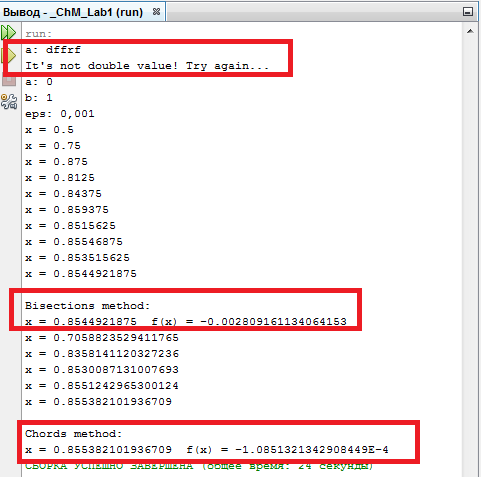 Вывод - _ChM_Lab1 (run)
run:
a: dffrf
It's not double value! Try again...
a: 0
b: 1
eps: 0,001
x = 0.5
x = 0.75
x = 0.875
x = 0.8125
x = 0.84375
x = 0.859375
x = 0.8515625
x = 0.85546875
x = 0.853515625
x = 0.8544921875
Bisections method:
x = 0.8544921875  f(x) = -0.002809161134064153
x = 0.7058823529411765
x = 0.8358141120327236
x = 0.8530087131007693
x = 0.8551242965300124
x = 0.855382101936709
Chords method:
x = 0.855382101936709  f(x) = -1.0851321342908449E-4
СБОРКА УСПЕШНО ЗАВЕРШЕНА (общее время: 24 секунды)